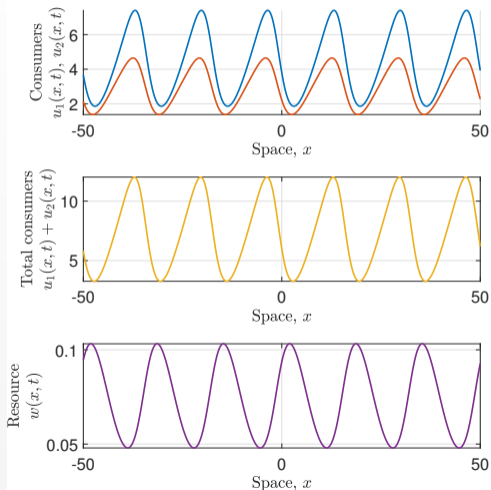 Consumers
u₁(x,t), u₂(x,t)
6
4
2
-50 0 50
Space, x
Total consumers
u₁(x,t) + u₂(x,t)
10
5
-50 0 50
Space, x
Resource
w(x,t)
0.1
0.05
-50 0 50
Space, x